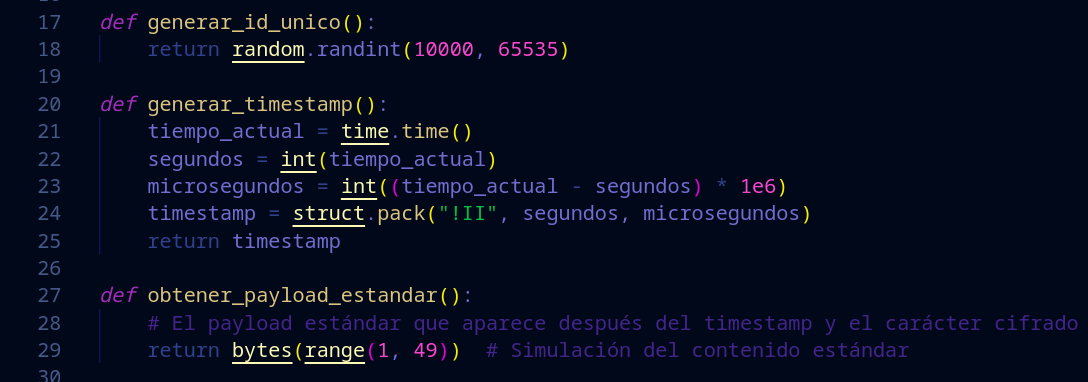 17 def generar_id_unico():
18     return random.randint(10000, 65535)
19
20 def generar_timestamp():
21     tiempo_actual = time.time()
22     segundos = int(tiempo_actual)
23     microsegundos = int((tiempo_actual - segundos) * 1e6)
24     timestamp = struct.pack("!II", segundos, microsegundos)
25     return timestamp
26
27 def obtener_payload_estandar():
28     # El payload estándar que aparece después del timestamp y el carácter cifrado
29     return bytes(range(1, 49))  # Simulación del contenido estándar
30